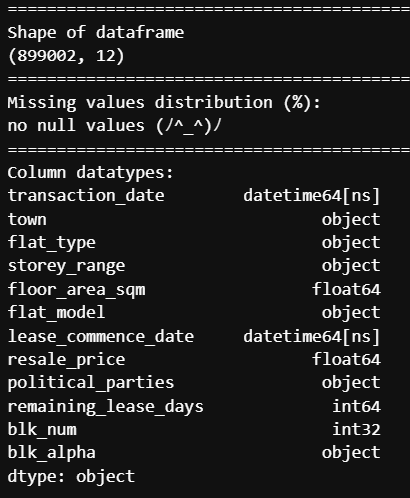 ==========================================
Shape of dataframe
(899002, 12)
==========================================
Missing values distribution (%):
no null values (ﾉ^_^)ﾉ
==========================================
Column datatypes:
transaction_date        datetime64[ns]
town                            object
flat_type                       object
storey_range                    object
floor_area_sqm                 float64
flat_model                      object
lease_commence_date     datetime64[ns]
resale_price                   float64
political_parties               object
remaining_lease_days             int64
blk_num                          int32
blk_alpha                       object
dtype: object